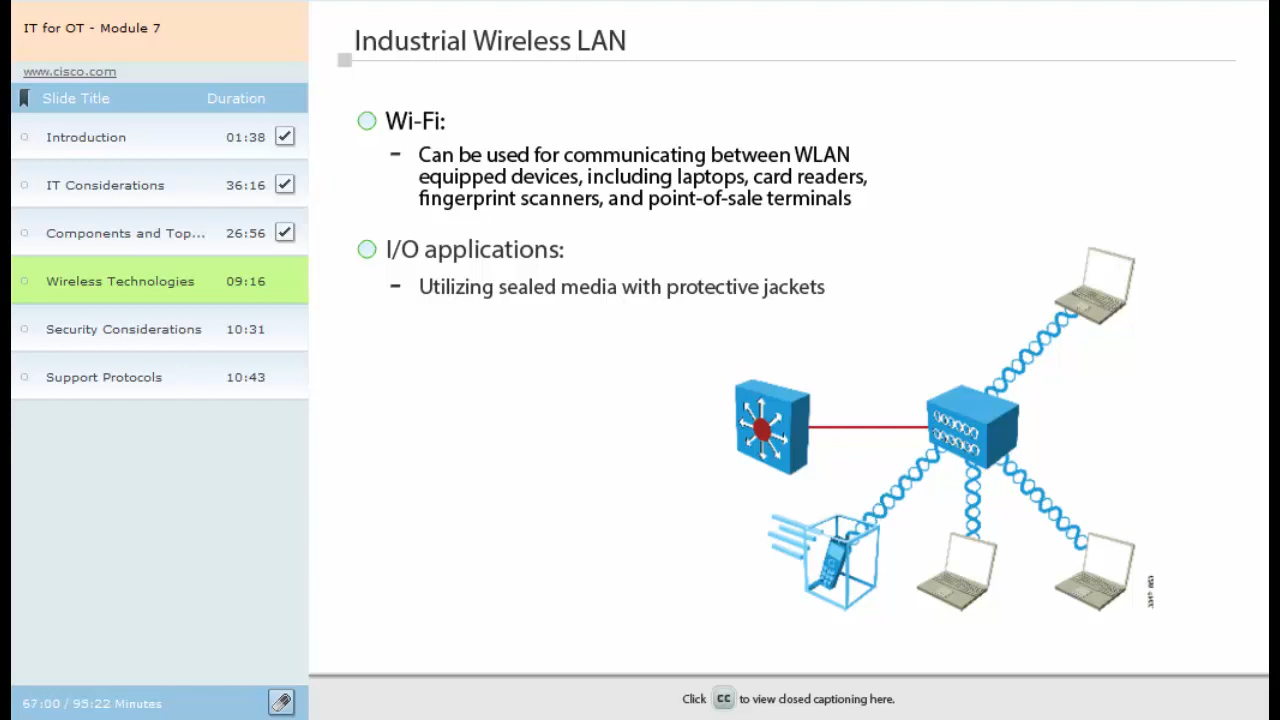 IT for OT - Module 7
www.cisco.com
Slide Title Duration
Introduction 01:38
IT Considerations 36:16
Components and Top... 26:56
Wireless Technologies 09:16
Security Considerations 10:31
Support Protocols 10:43
67:00 / 95:22 Minutes
Industrial Wireless LAN
Wi-Fi:
- Can be used for communicating between WLAN
equipped devices, including laptops, card readers,
fingerprint scanners, and point-of-sale terminals
I/O applications:
- Utilizing sealed media with protective jackets
Click CC to view closed captioning here.